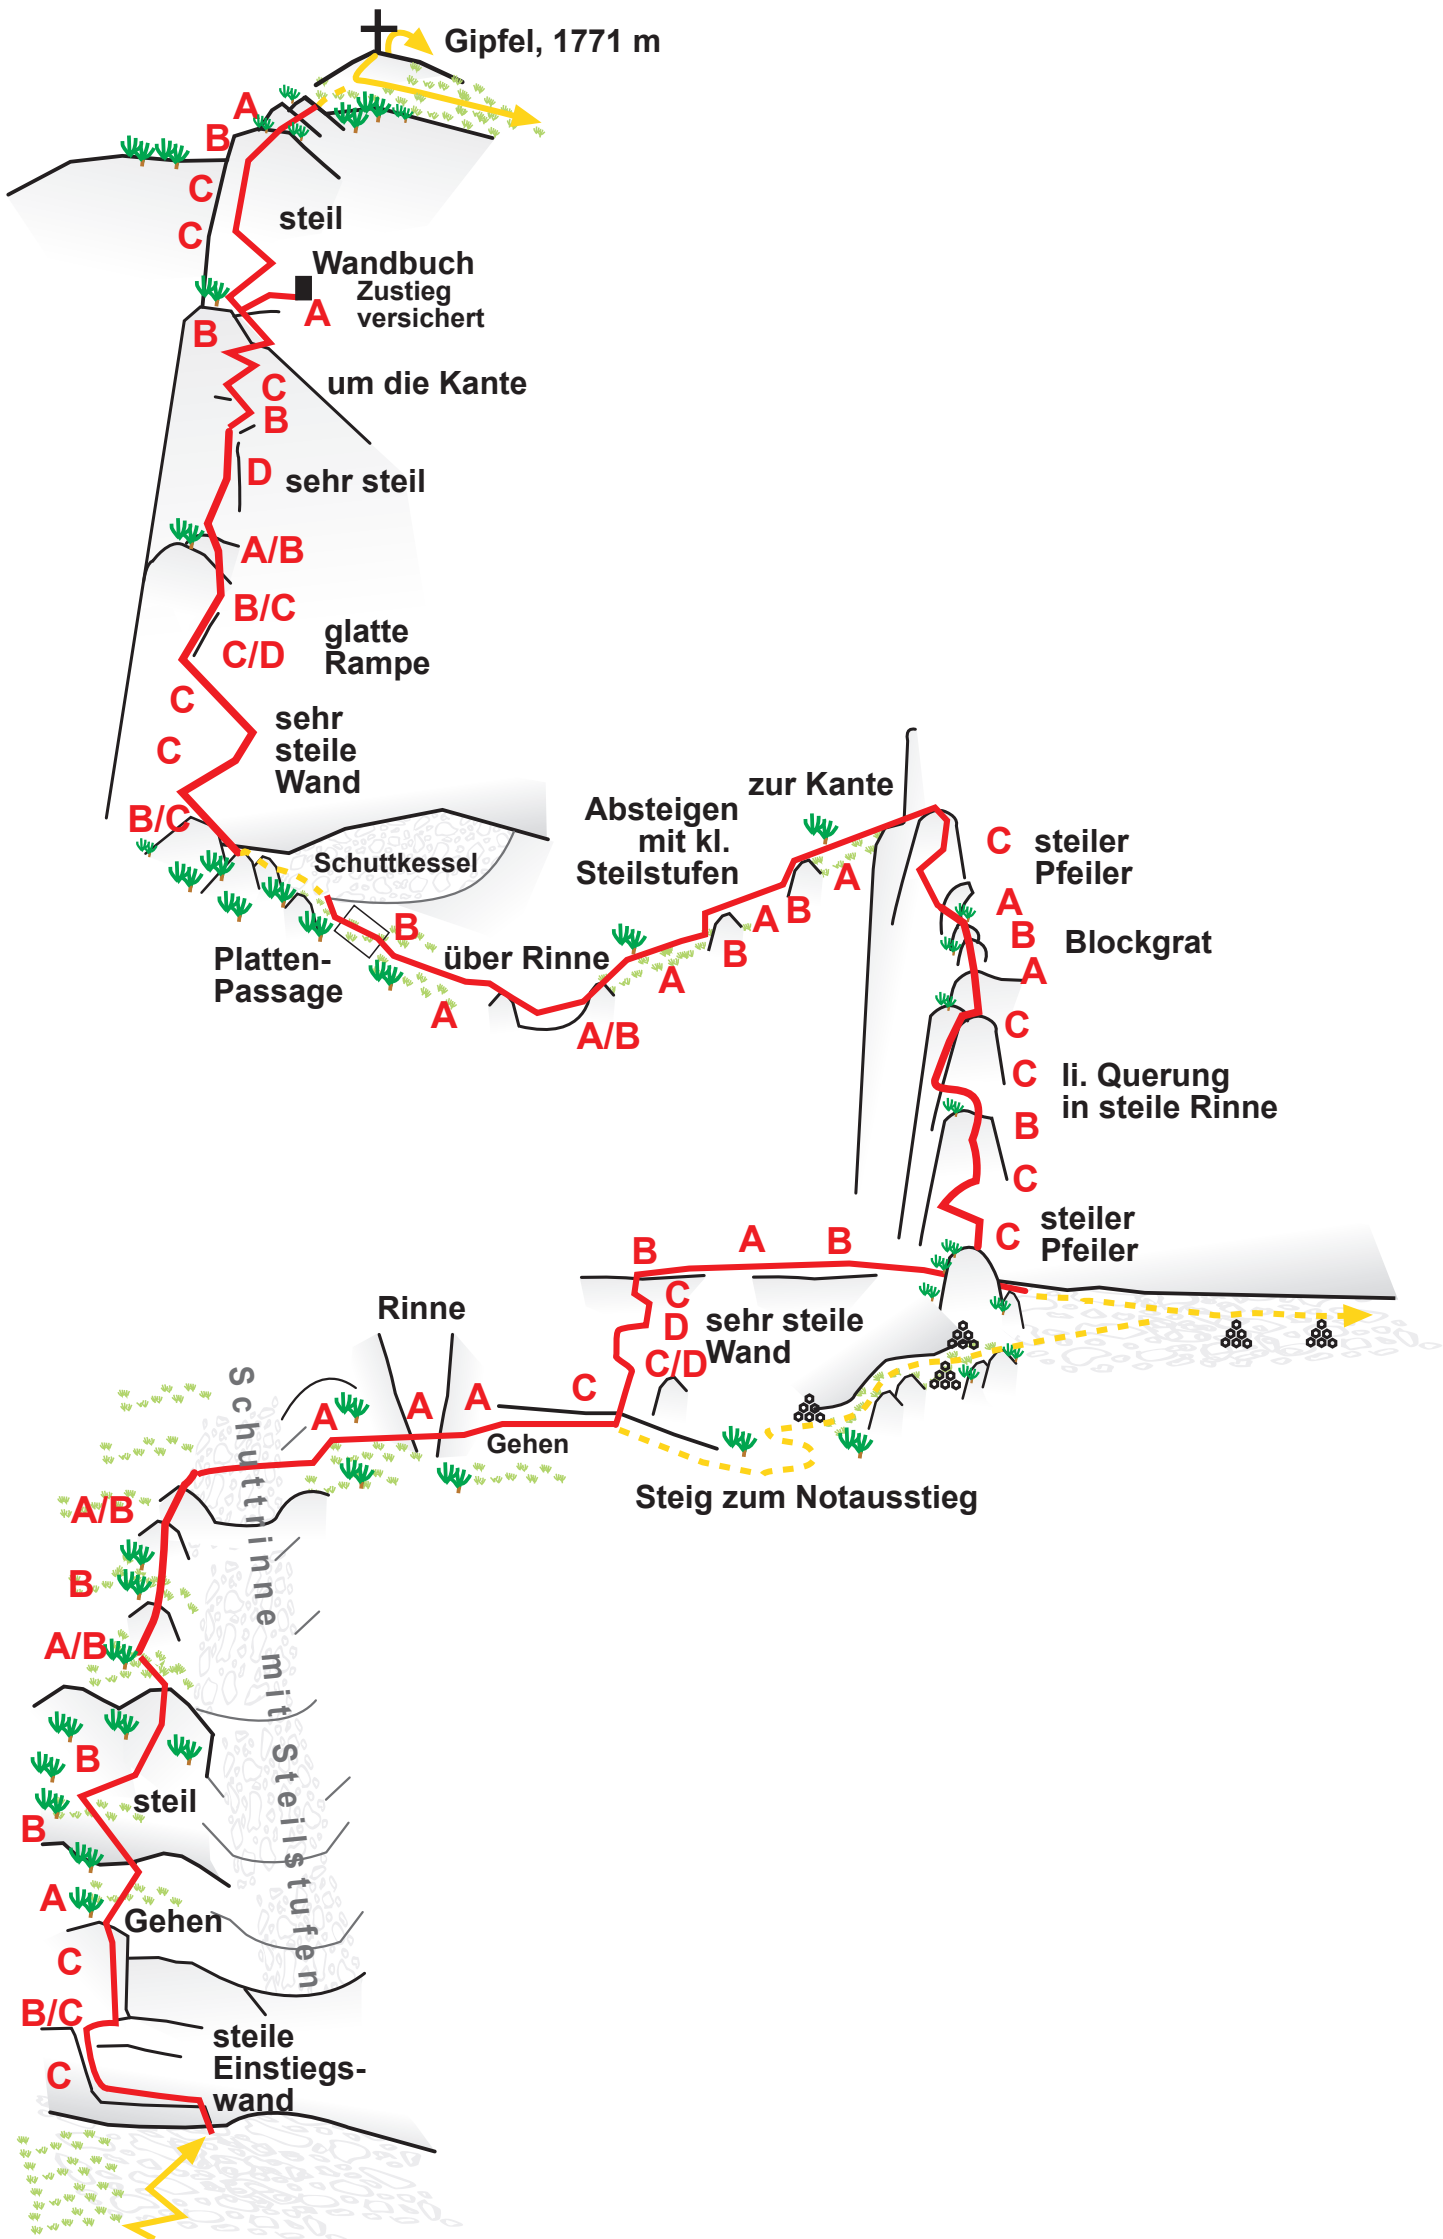 Gipfel, 1771 m
A
B
C
C
steil
Wandbuch
Zustieg
versichert
A
B
um die Kante
C
B
D
sehr steil
A/B
B/C
C/D
glatte
Rampe
C
C
sehr
steile
Wand
B/C
Schuttkessel
Platten-
Passage
B
A
über Rinne
A/B
A
B
A
B
A
Absteigen
mit kl.
Steilstufen
zur Kante
C
steiler
Pfeiler
A
B
A
Blockgrat
C
C
li. Querung
in steile Rinne
B
C
C
steiler
Pfeiler
B
A
B
C
D
C/D
sehr steile
Wand
Rinne
A
A
A
C
Gehen
Steig zum Notausstieg
Schuttrinne mit Steilstufen
A/B
B
A/B
B
steil
B
A
Gehen
C
B/C
C
steile
Einstiegs-
wand